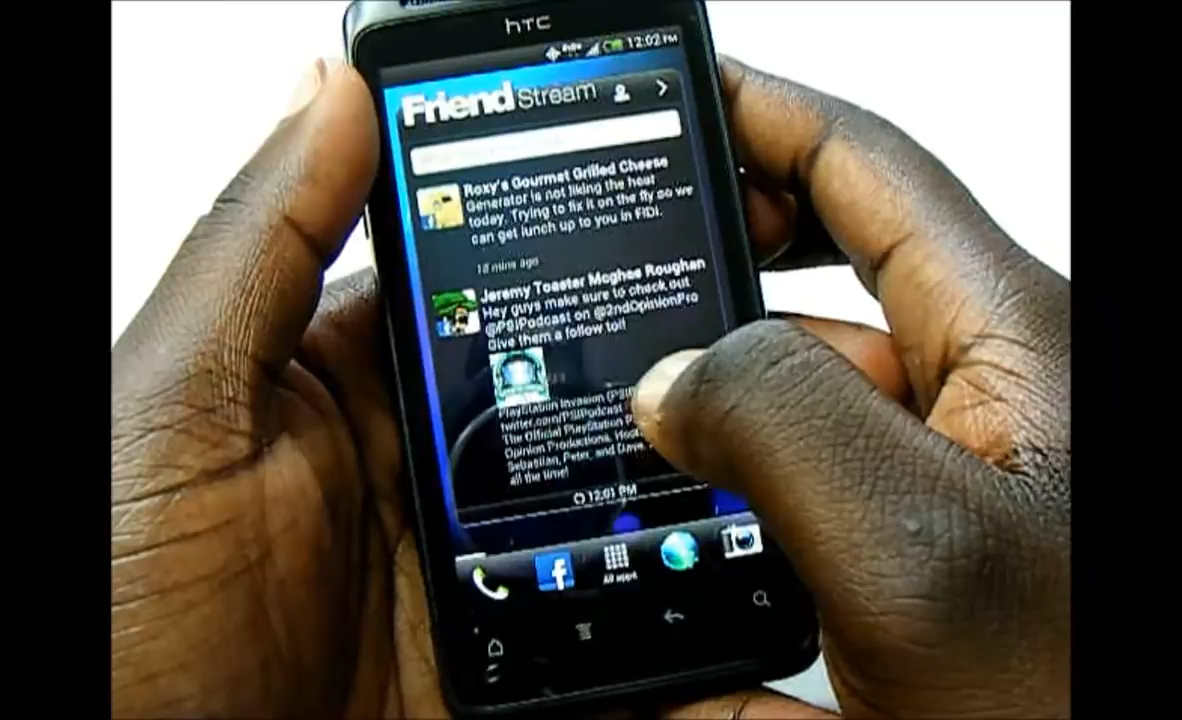 hTC
12:02 PM
Friend Stream
Roxy's Gourmet Grilled Cheese
Generator is not liking the heat
today. Trying to fix it on the fly so we
can get lunch up to you in FIDI.
18 mins ago
Jeremy Toaster Mcghee Roughan
Hey guys make sure to check out
@PSIPodcast on @2ndOpinionPro
Give them a follow to!!
PlayStation Invasion (PSIP
twitter.com/PSIPodcast
The Official PlayStation P
Opinion Productions. Host
Sebastian, Peter, and Dave.
all the time!
12:01 PM
f
All apps